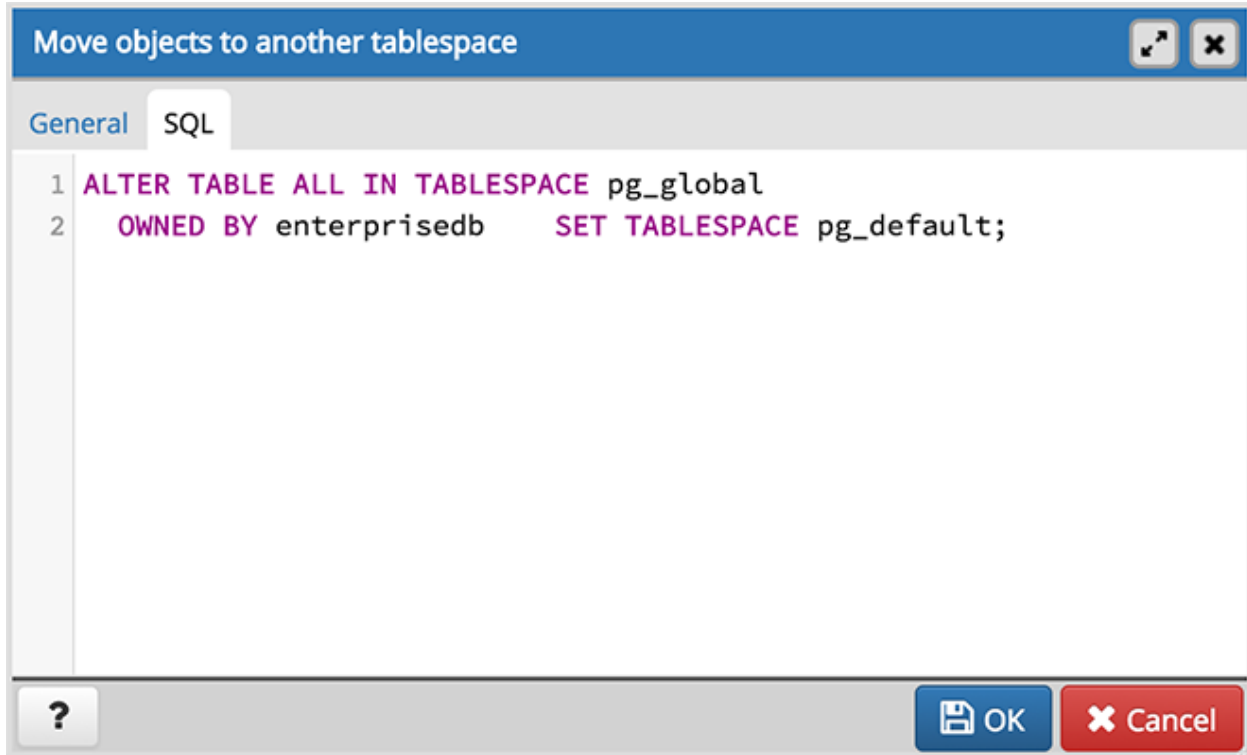 Move objects to another tablespace
General SQL
1 ALTER TABLE ALL IN TABLESPACE pg_global
2 OWNED BY enterprisedb    SET TABLESPACE pg_default;
? OK Cancel